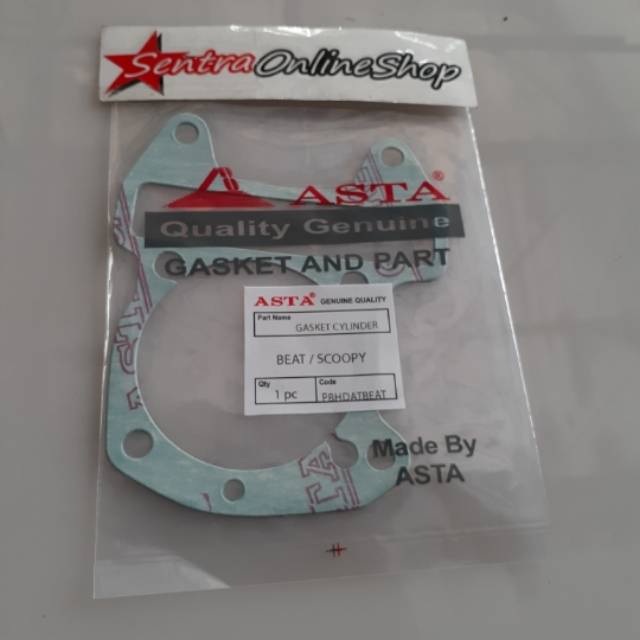 SentraOnlineShop
ASTA®
Quality Genuine
GASKET AND PART
ASTA® GENUINE QUALITY
Part Name
GASKET CYLINDER
BEAT / SCOOPY
Qty
1 pc
Code
PBHDATBEAT
Made By
ASTA